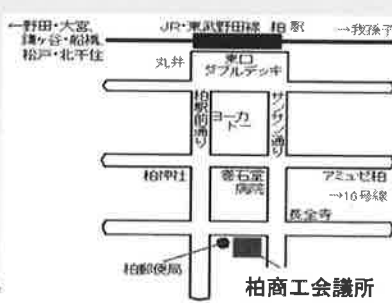 ←野田・大宮、
鎌ヶ谷・船橋
松戸・北千住
JR・東武野田線 柏 駅
→我孫子
丸井
東口
ダブルデッキ
柏駅前通り
ヨーカ
ドー
サンサン通り
柏神社
病院
アミュゼ柏
→16号線
長全寺
柏郵便局
柏商工会議所